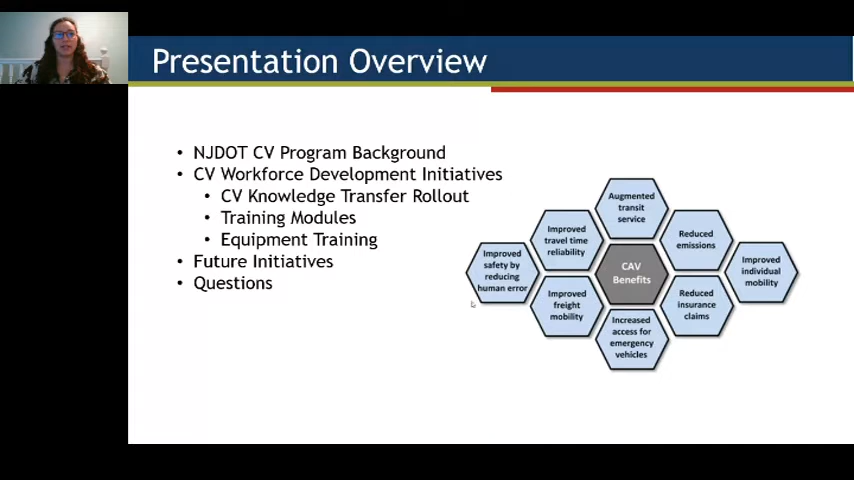 Presentation Overview
• NJDOT CV Program Background
• CV Workforce Development Initiatives
• CV Knowledge Transfer Rollout
• Training Modules
• Equipment Training
• Future Initiatives
• Questions
Augmented
transit
service
Improved
travel time
reliability
Reduced
emissions
Improved
safety by
reducing
human error
CAV
Benefits
Improved
individual
mobility
Improved
freight
mobility
Reduced
insurance
claims
Increased
access for
emergency
vehicles